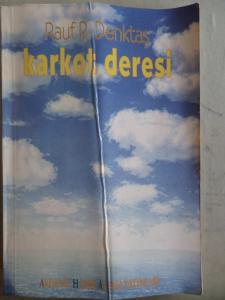 Rauf R. Denktaş
karkot deresi